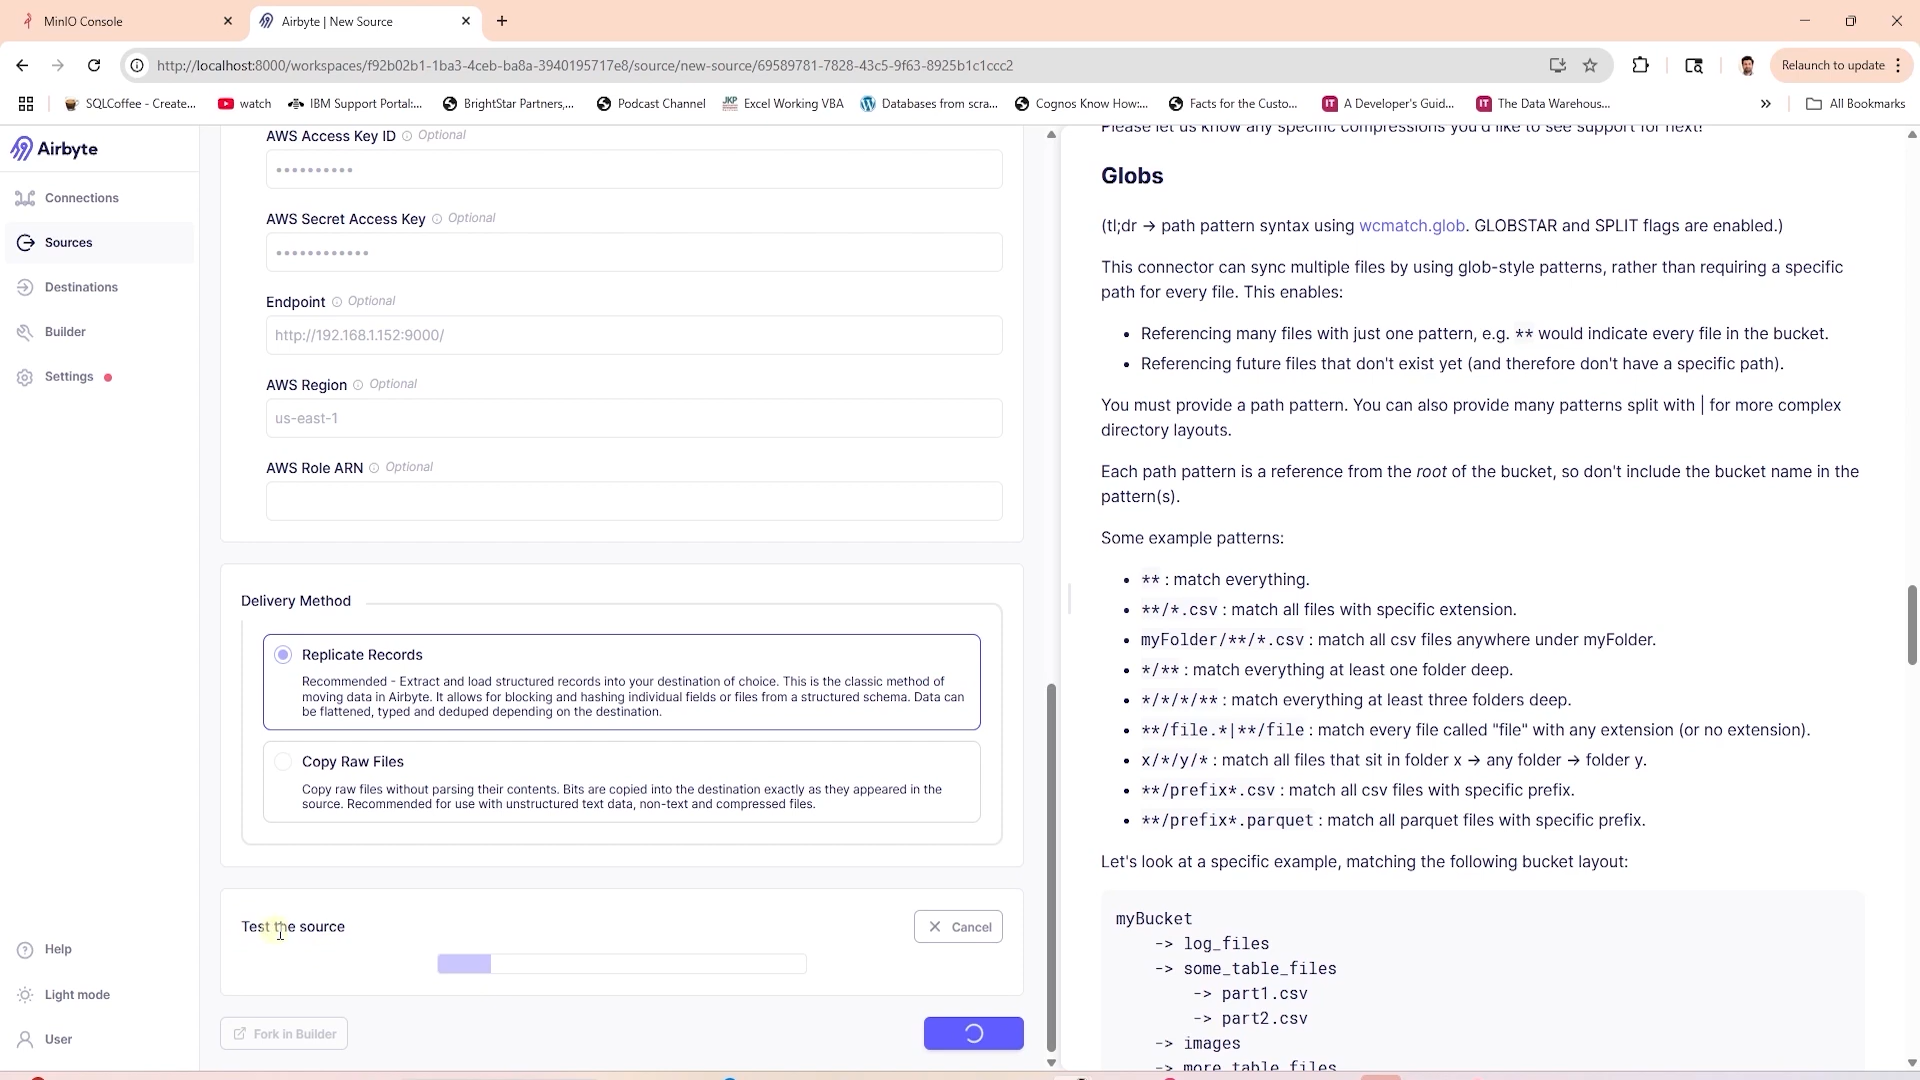 MinIO Console
Airbyte | New Source
http://localhost:8000/workspaces/f92b02b1-1ba3-4ceb-ba8a-3940195717e8/source/new-source/69589781-7828-43c5-9f63-8925b1c1ccc2
Relaunch to update
SQLCoffee - Create...
watch
IBM Support Portal:...
BrightStar Partners,...
Podcast Channel
Excel Working VBA
Databases from scra...
Cognos Know How:...
Facts for the Custo...
A Developer's Guid...
The Data Warehous...
All Bookmarks
Airbyte
Connections
Sources
Destinations
Builder
Settings
Help
Light mode
User
AWS Access Key ID Optional
AWS Secret Access Key Optional
Endpoint Optional
http://192.168.1.152:9000/
AWS Region Optional
us-east-1
AWS Role ARN Optional
Delivery Method
Replicate Records
Recommended - Extract and load structured records into your destination of choice. This is the classic method of
moving data in Airbyte. It allows for blocking and hashing individual fields or files from a structured schema. Data can
be flattened, typed and deduped depending on the destination.
Copy Raw Files
Copy raw files without parsing their contents. Bits are copied into the destination exactly as they appeared in the
source. Recommended for use with unstructured text data, non-text and compressed files.
Test the source
Cancel
Fork in Builder
Please let us know any specific compressions you'd like to see support for next!
Globs
(tl;dr → path pattern syntax using wcmatch.glob. GLOBSTAR and SPLIT flags are enabled.)
This connector can sync multiple files by using glob-style patterns, rather than requiring a specific
path for every file. This enables:
• Referencing many files with just one pattern, e.g. ** would indicate every file in the bucket.
• Referencing future files that don't exist yet (and therefore don't have a specific path).
You must provide a path pattern. You can also provide many patterns split with | for more complex
directory layouts.
Each path pattern is a reference from the root of the bucket, so don't include the bucket name in the
pattern(s).
Some example patterns:
• ** : match everything.
• **/*.csv : match all files with specific extension.
• myFolder/**/*.csv : match all csv files anywhere under myFolder.
• */** : match everything at least one folder deep.
• */*/*/** : match everything at least three folders deep.
• **/file.*|**/file : match every file called "file" with any extension (or no extension).
• x/*/y/* : match all files that sit in folder x → any folder → folder y.
• **/prefix*.csv : match all csv files with specific prefix.
• **/prefix*.parquet : match all parquet files with specific prefix.
Let's look at a specific example, matching the following bucket layout:
myBucket
-> log_files
-> some_table_files
-> part1.csv
-> part2.csv
-> images
-> more_table_files